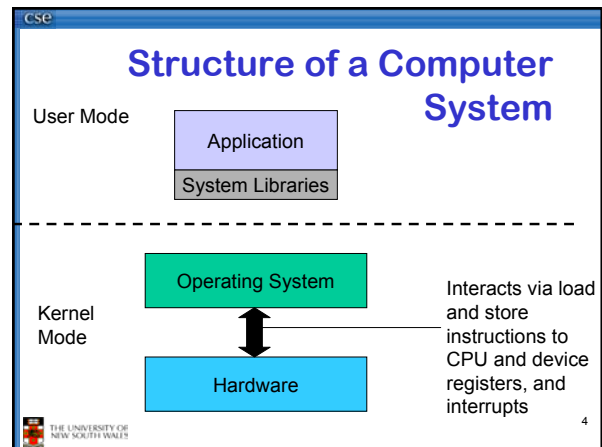 cse
Structure of a Computer
System
User Mode
Application
System Libraries
Operating System
Kernel
Mode
Hardware
Interacts via load
and store
instructions to
CPU and device
registers, and
interrupts
THE UNIVERSITY OF
NEW SOUTH WALES
4